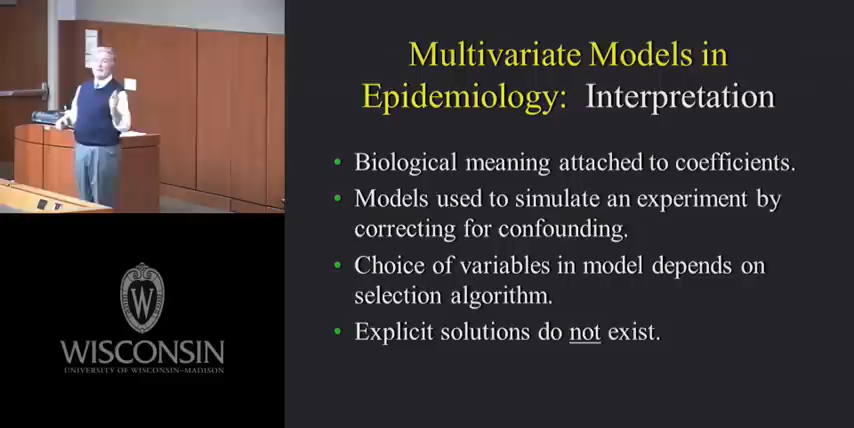 Multivariate Models in
Epidemiology: Interpretation
• Biological meaning attached to coefficients.
• Models used to simulate an experiment by
correcting for confounding.
• Choice of variables in model depends on
selection algorithm.
• Explicit solutions do not exist.
W
WISCONSIN
UNIVERSITY OF WISCONSIN–MADISON